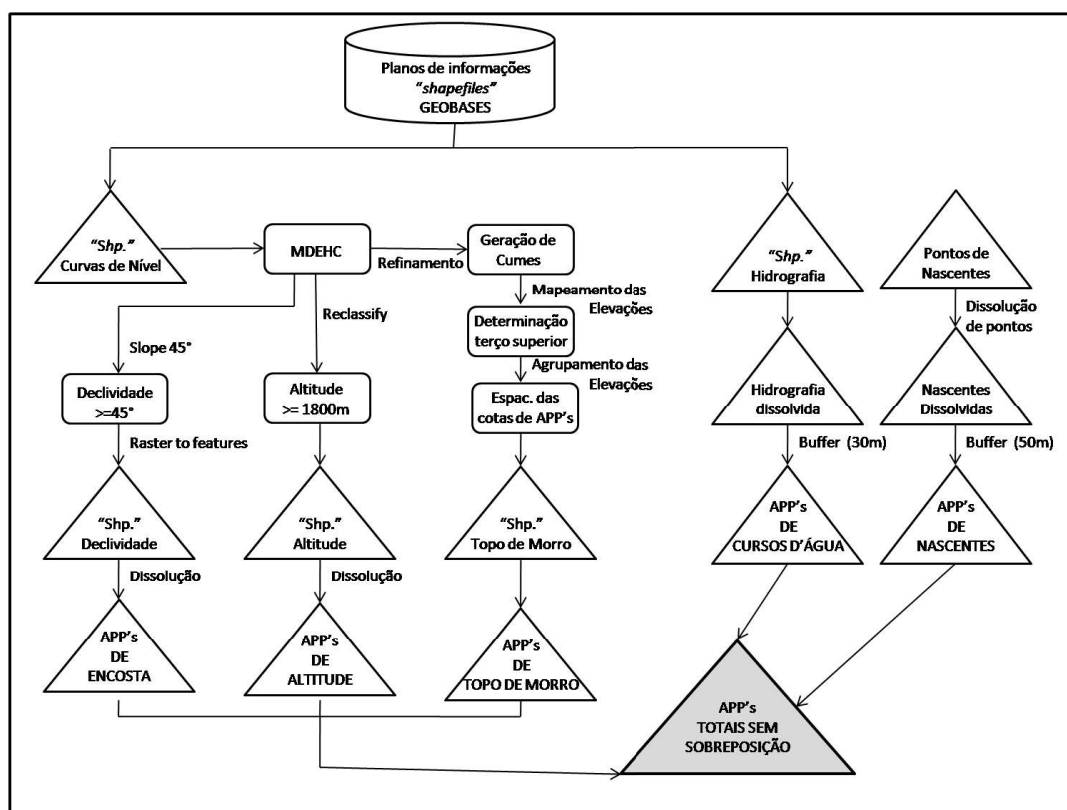 Planos de informações
“shapefiles”
GEOBASES
“Shp.”
Curvas de Nível
MDEHC
Refinamento
Geração de
Cumes
“Shp.”
Hidrografia
Pontos de
Nascentes
Mapeamento das
Elevações
Dissolução
de pontos
Reclassify
Determinação
terço superior
Slope 45°
Agrupamento das
Elevações
Declividade
>=45°
Altitude
>= 1800m
Espac. das
cotas de APP’s
Hidrografia
dissolvida
Nascentes
Dissolvidas
Raster to features
Buffer (30m)
Buffer (50m)
“Shp.”
Declividade
“Shp.”
Altitude
“Shp.”
Topo de Morro
APP’s
DE
CURSOS D’ÁGUA
APP’s
DE
NASCENTES
Dissolução
Dissolução
APP’s
DE
ENCOSTA
APP’s
DE
ALTITUDE
APP’s
DE
TOPO DE MORRO
APP’s
TOTAIS SEM
SOBREPOSIÇÃO